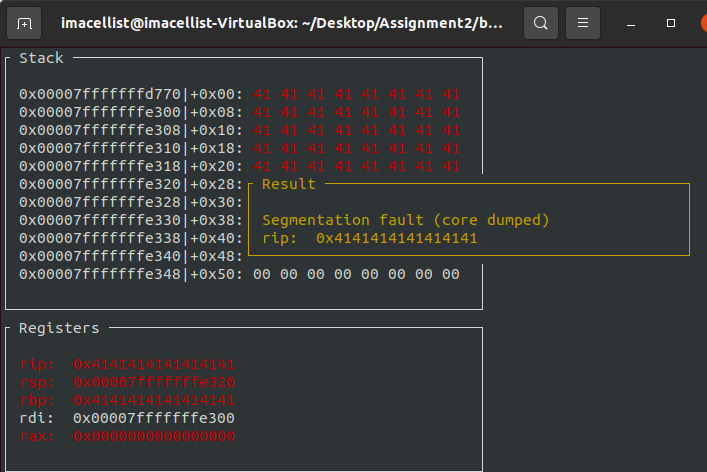 imacellist@imacellist-VirtualBox: ~/Desktop/Assignment2/b...
Stack
0x00007fffffffd770|+0x00: 41 41 41 41 41 41 41 41
0x00007fffffffe300|+0x08: 41 41 41 41 41 41 41 41
0x00007fffffffe308|+0x10: 41 41 41 41 41 41 41 41
0x00007fffffffe310|+0x18: 41 41 41 41 41 41 41 41
0x00007fffffffe318|+0x20: 41 41 41 41 41 41 41 41
0x00007fffffffe320|+0x28:
0x00007fffffffe328|+0x30:
0x00007fffffffe330|+0x38:
0x00007fffffffe338|+0x40:
0x00007fffffffe340|+0x48:
0x00007fffffffe348|+0x50: 00 00 00 00 00 00 00 00
Result
Segmentation fault (core dumped)
rip: 0x4141414141414141
Registers
rip: 0x4141414141414141
rsp: 0x00007fffffffe320
rbp: 0x4141414141414141
rdi: 0x00007fffffffe300
rax: 0x0000000000000000